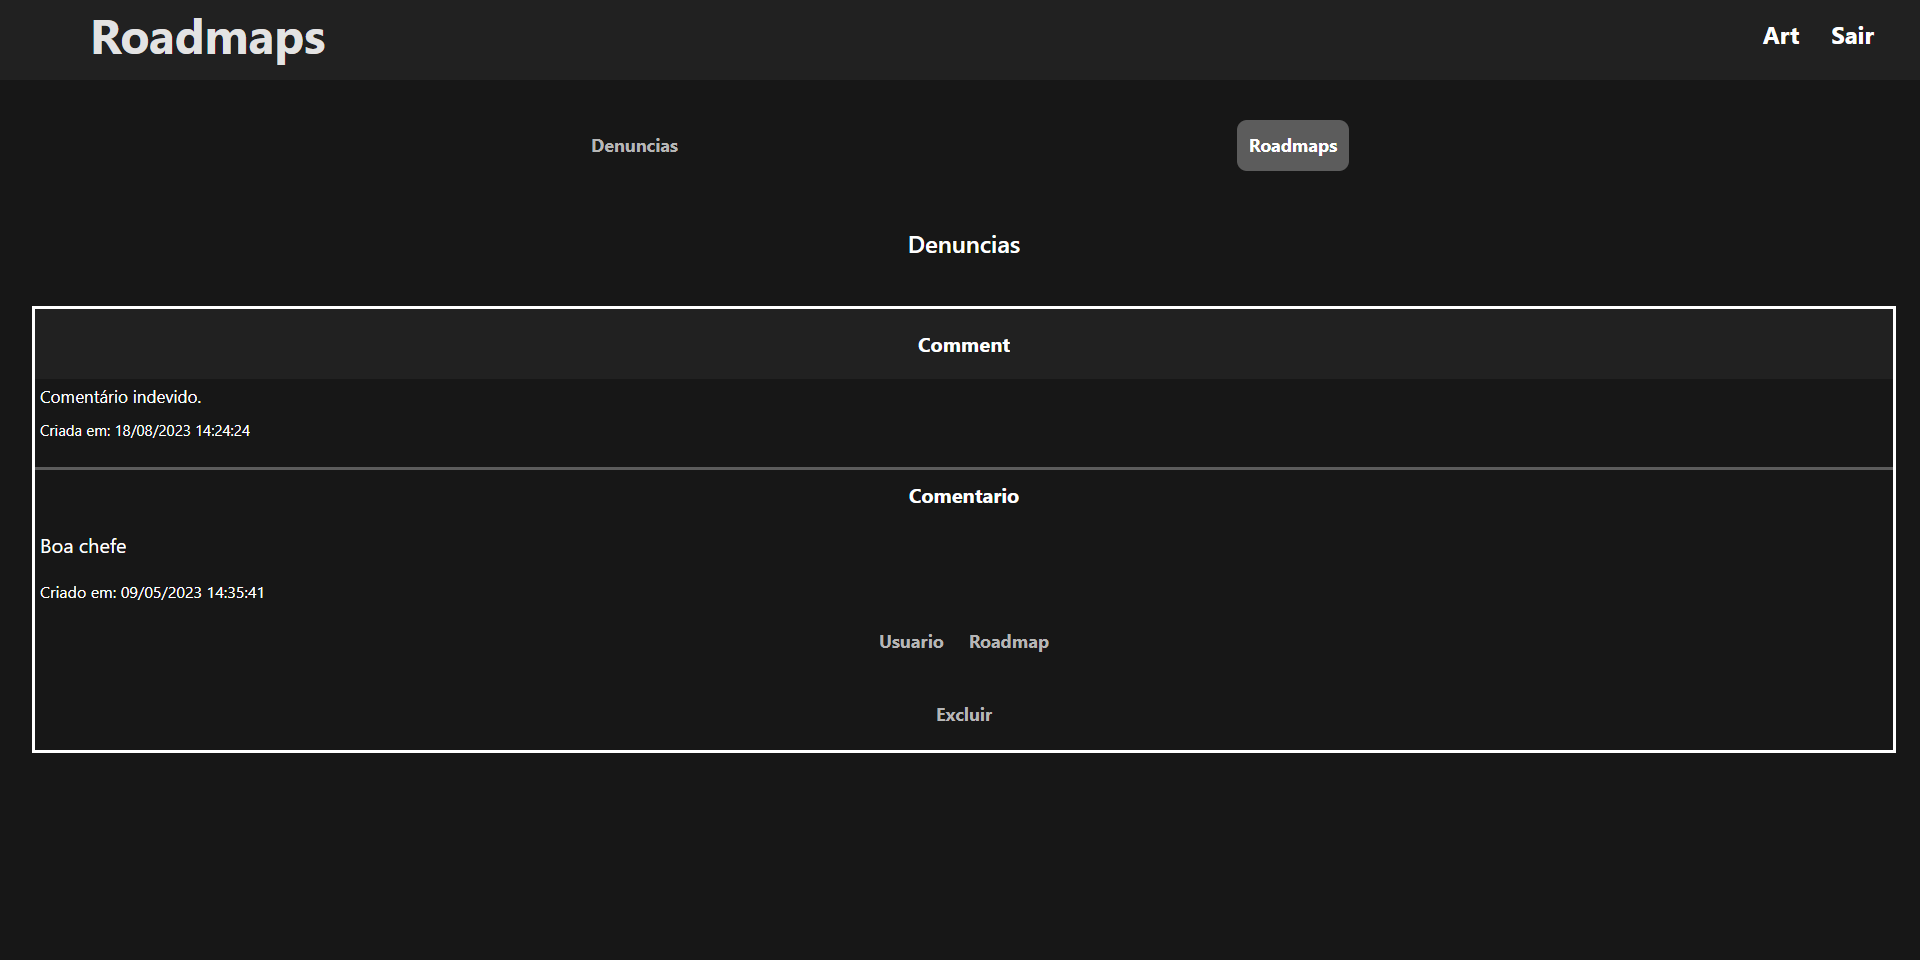 Roadmaps
Art Sair
Denuncias Roadmaps
Denuncias
Comment
Comentário indevido.
Criada em: 18/08/2023 14:24:24
Comentario
Boa chefe
Criado em: 09/05/2023 14:35:41
Usuario Roadmap
Excluir